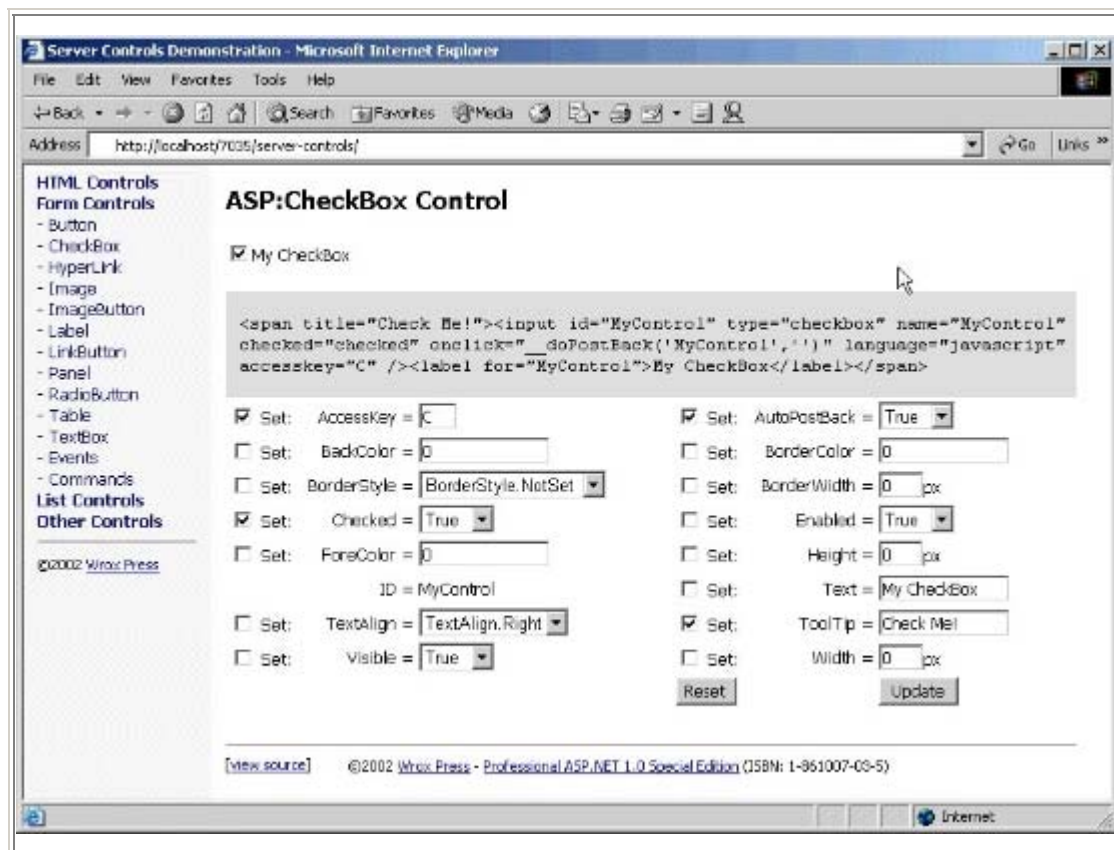 Server Controls Demonstration - Microsoft Internet Explorer
File Edit View Favorites Tools Help
Back Search Favorites Media
Address http://localhost/7035/server-controls/ Go Links »
HTML Controls
Form Controls
- Button
- CheckBox
- HyperLink
- Image
- ImageButton
- Label
- LinkButton
- Panel
- RadioButton
- Table
- TextBox
- Events
- Commands
List Controls
Other Controls
©2002 Wrox Press
ASP:CheckBox Control
My CheckBox
<span title="Check Me!"><input id="MyControl" type="checkbox" name="MyControl"
checked="checked" onclick="__doPostBack('MyControl','')" language="javascript"
accesskey="C" /><label for="MyControl">My CheckBox</label></span>
Set: AccessKey = C Set: AutoPostBack = True
Set: BackColor = 0 Set: BorderColor = 0
Set: BorderStyle = BorderStyle.NotSet Set: BorderWidth = 0 px
Set: Checked = True Set: Enabled = True
Set: ForeColor = 0 Set: Height = 0 px
ID = MyControl Set: Text = My CheckBox
Set: TextAlign = TextAlign.Right Set: ToolTip = Check Me!
Set: Visible = True Set: Width = 0 px
Reset Update
[view source] ©2002 Wrox Press - Professional ASP.NET 1.0 Special Edition (ISBN: 1-861007-03-5)
Internet